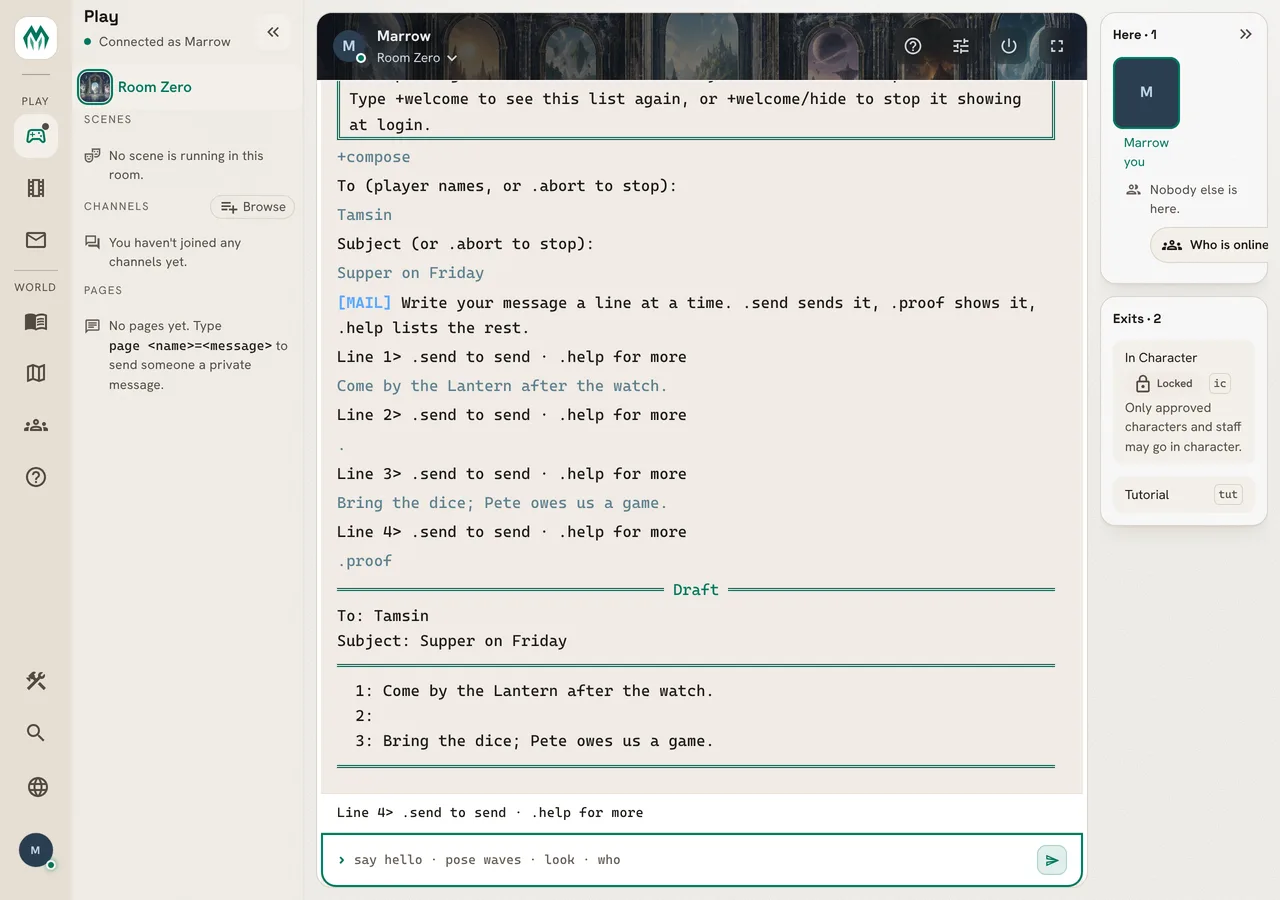 Play
Connected as Marrow
PLAY
WORLD
M
Room Zero
SCENES
No scene is running in this
room.
CHANNELS
Browse
You haven't joined any
channels yet.
PAGES
No pages yet. Type
page <name>=<message> to
send someone a private
message.
M
Marrow
Room Zero
Type +welcome to see this list again, or +welcome/hide to stop it showing
at login.
+compose
To (player names, or .abort to stop):
Tamsin
Subject (or .abort to stop):
Supper on Friday
[MAIL] Write your message a line at a time. .send sends it, .proof shows it,
.help lists the rest.
Line 1> .send to send · .help for more
Come by the Lantern after the watch.
Line 2> .send to send · .help for more
.
Line 3> .send to send · .help for more
Bring the dice; Pete owes us a game.
Line 4> .send to send · .help for more
.proof
Draft
To: Tamsin
Subject: Supper on Friday
1: Come by the Lantern after the watch.
2:
3: Bring the dice; Pete owes us a game.
Line 4> .send to send · .help for more
› say hello · pose waves · look · who
Here · 1
M
Marrow
you
Nobody else is
here.
Who is online
Exits · 2
In Character
Locked ic
Only approved
characters and staff
may go in character.
Tutorial tut